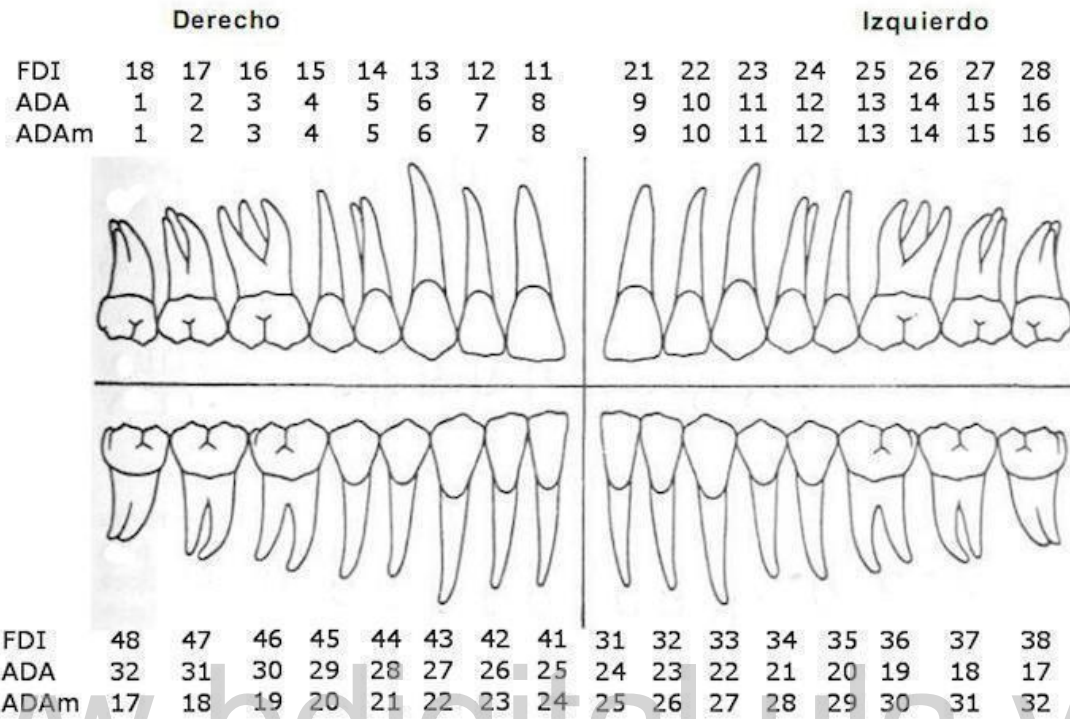 Derecho Izquierdo
FDI 18 17 16 15 14 13 12 11 21 22 23 24 25 26 27 28
ADA 1 2 3 4 5 6 7 8 9 10 11 12 13 14 15 16
ADAm 1 2 3 4 5 6 7 8 9 10 11 12 13 14 15 16
FDI 48 47 46 45 44 43 42 41 31 32 33 34 35 36 37 38
ADA 32 31 30 29 28 27 26 25 24 23 22 21 20 19 18 17
ADAm 17 18 19 20 21 22 23 24 25 26 27 28 29 30 31 32